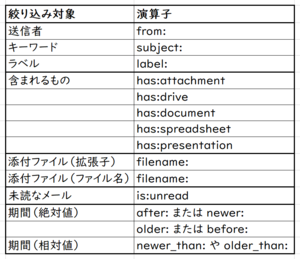 絞り込み対象 演算子
送信者 from:
キーワード subject:
ラベル label:
含まれるもの has:attachment
has:drive
has:document
has:spreadsheet
has:presentation
添付ファイル(拡張子) filename:
添付ファイル(ファイル名) filename:
未読なメール is:unread
期間(絶対値) after: または newer:
older: または before:
期間(相対値) newer_than: や older_than: